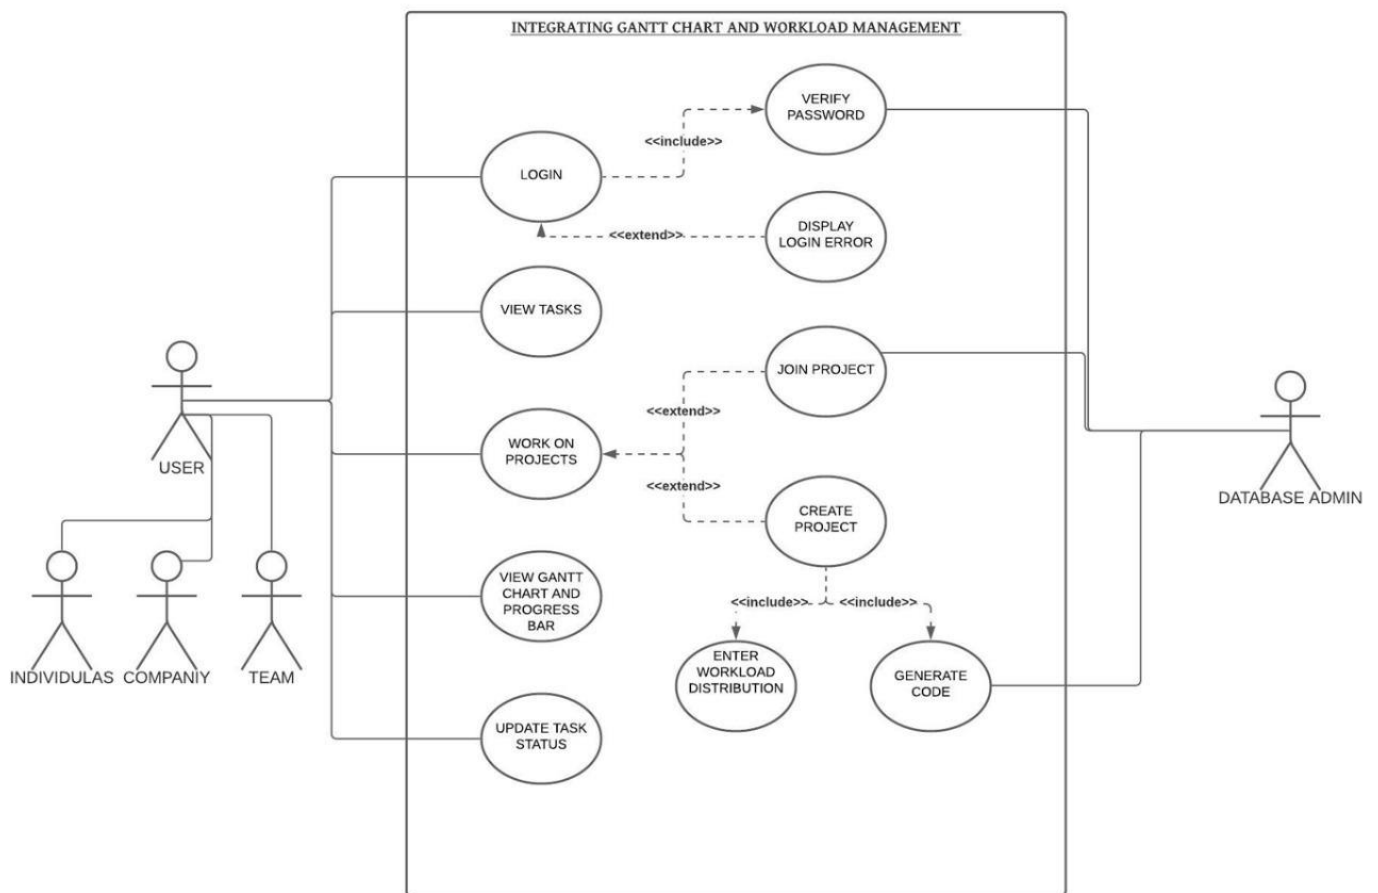 INTEGRATING GANTT CHART AND WORKLOAD MANAGEMENT
VERIFY
PASSWORD
<<include>>
LOGIN
DISPLAY
LOGIN ERROR
<<extend>>
VIEW TASKS
JOIN PROJECT
<<extend>>
WORK ON
PROJECTS
USER
<<extend>>
CREATE
PROJECT
DATABASE ADMIN
VIEW GANTT
CHART AND
PROGRESS
BAR
<<include>>
<<include>>
INDIVIDULAS
COMPANIY
TEAM
ENTER
WORKLOAD
DISTRIBUTION
GENERATE
CODE
UPDATE TASK
STATUS